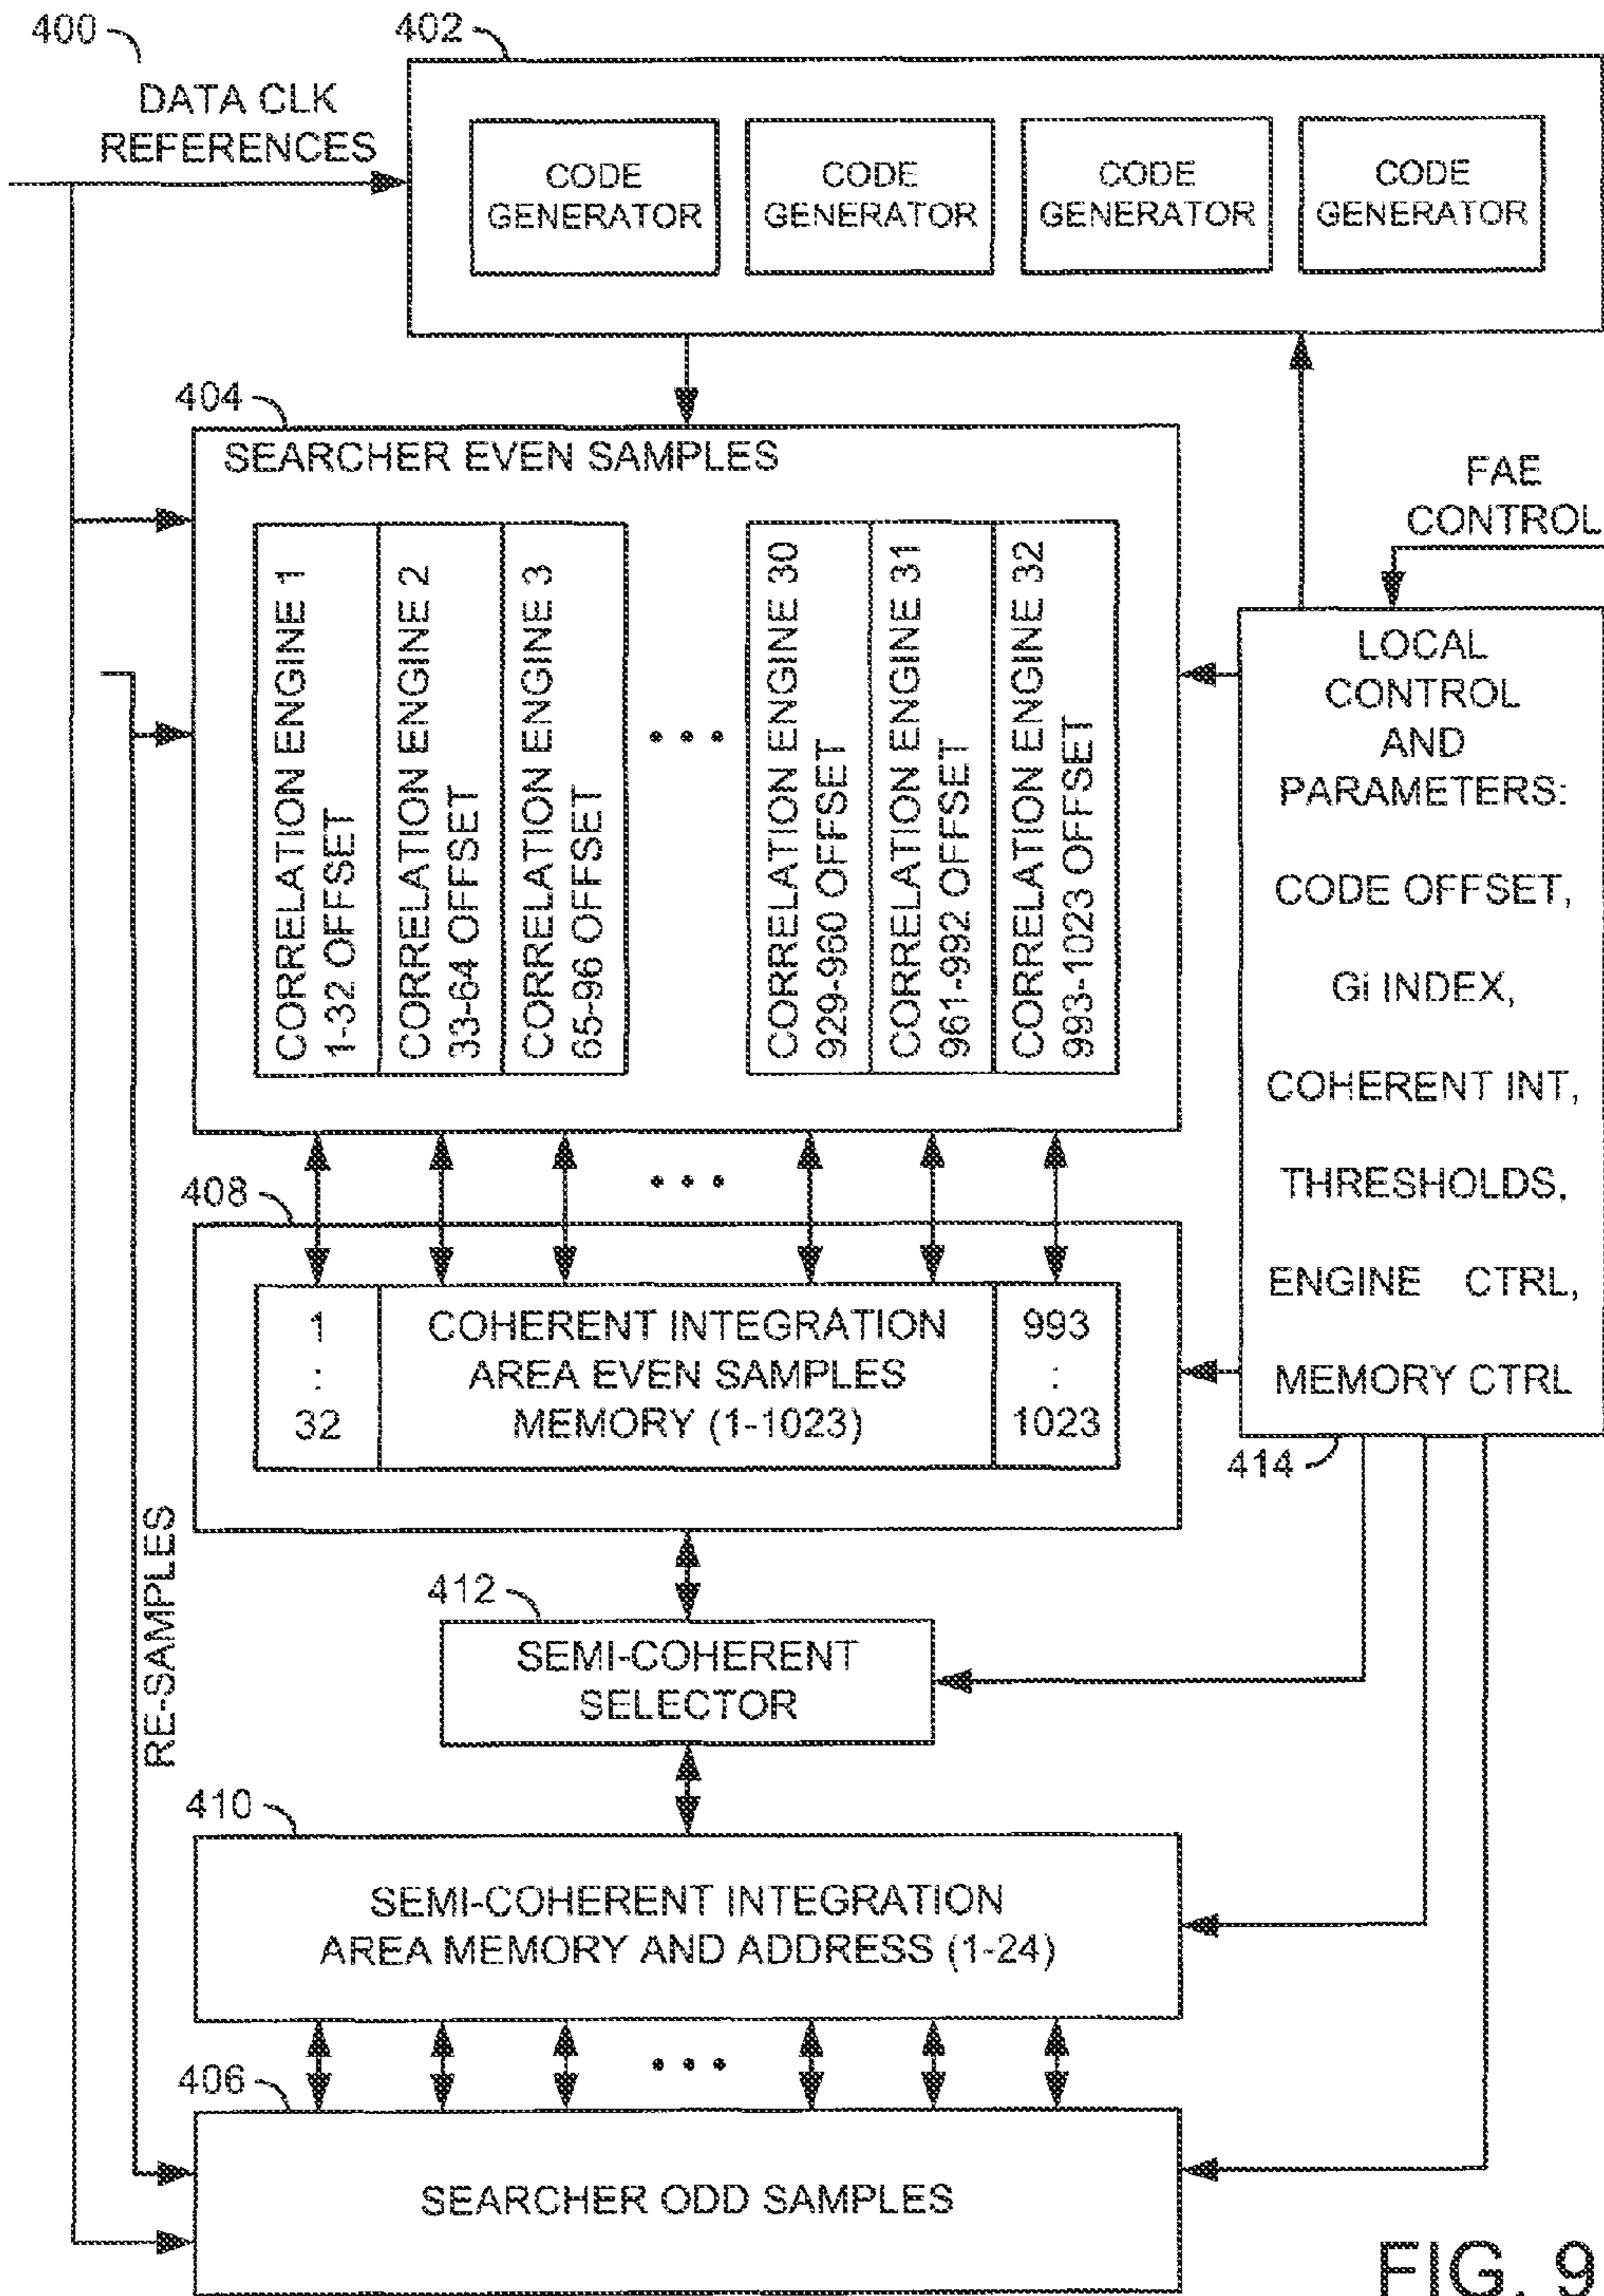 400
402
DATA CLK
REFERENCES
CODE
GENERATOR
CODE
GENERATOR
CODE
GENERATOR
CODE
GENERATOR
404
SEARCHER EVEN SAMPLES
FAE
CONTROL
CORRELATION ENGINE 1
1-32 OFFSET
CORRELATION ENGINE 2
33-64 OFFSET
CORRELATION ENGINE 3
65-96 OFFSET
• • •
CORRELATION ENGINE 30
929-960 OFFSET
CORRELATION ENGINE 31
961-992 OFFSET
CORRELATION ENGINE 32
993-1023 OFFSET
LOCAL
CONTROL
AND
PARAMETERS:
CODE OFFSET,
Gi INDEX,
COHERENT INT,
THRESHOLDS,
ENGINE CTRL,
MEMORY CTRL
414
408
• • •
1
:
32
COHERENT INTEGRATION
AREA EVEN SAMPLES
MEMORY (1-1023)
993
:
1023
RE-SAMPLES
412
SEMI-COHERENT
SELECTOR
410
SEMI-COHERENT INTEGRATION
AREA MEMORY AND ADDRESS (1-24)
• • •
406
SEARCHER ODD SAMPLES
FIG. 9